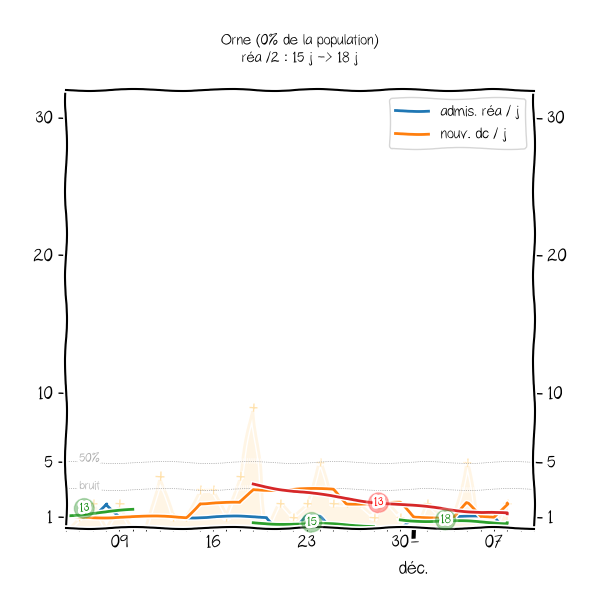 Orne (0% de la population)
réa /2 : 15 j -> 18 j
admis. réa / j
nouv. dc / j
30 30
20 20
10 10
50%
5 5
bruit
13 15 13 18
1 1
09 16 23 30 07
déc.